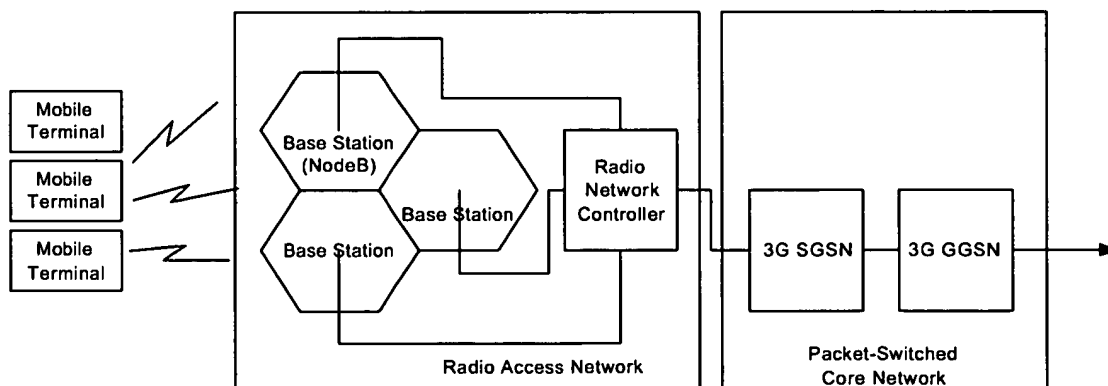 Mobile
Terminal
Mobile
Terminal
Mobile
Terminal
Base Station
(NodeB)
Base Station
Base Station
Radio
Network
Controller
Radio Access Network
3G SGSN
3G GGSN
Packet-Switched
Core Network